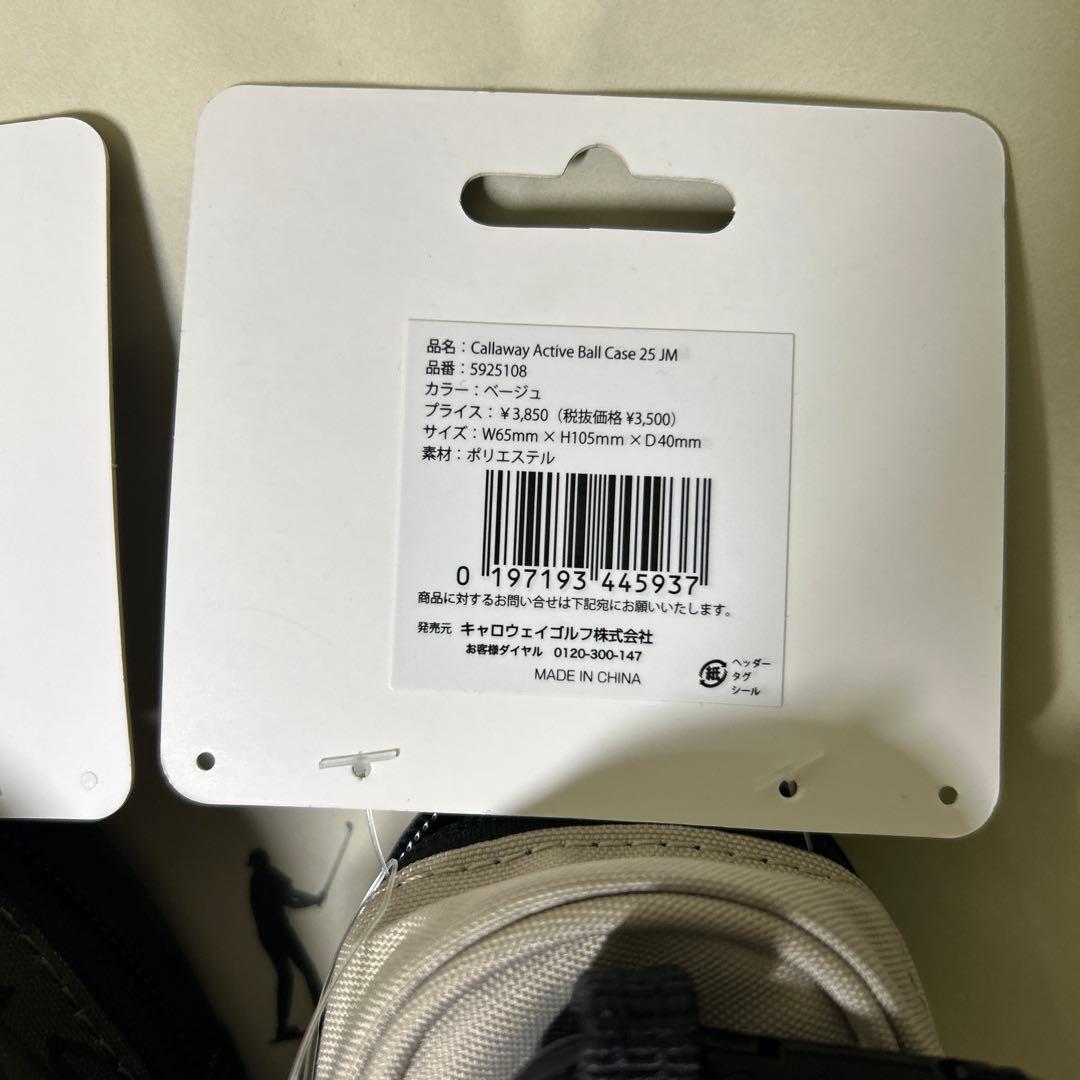 品名：Callaway Active Ball Case 25 JM
品番：5925108
カラー：ベージュ
プライス：￥3,850（税抜価格 ¥3,500）
サイズ：W65mm × H105mm × D40mm
素材：ポリエステル
0 197193 445937
商品に対するお問い合せは下記宛にお願いいたします。
発売元 キャロウェイゴルフ株式会社
お客様ダイヤル 0120-300-147
MADE IN CHINA
紙
ヘッダー
タグ
シール